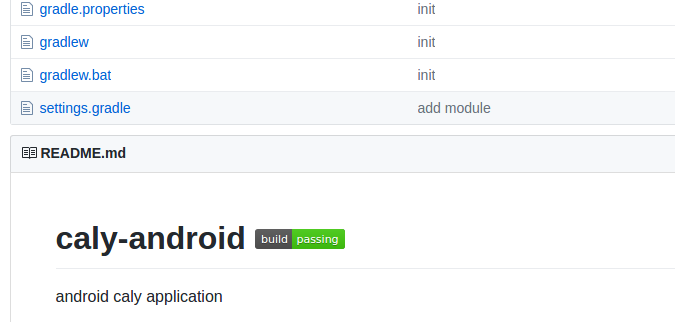 gradle.properties init
gradlew init
gradlew.bat init
settings.gradle add module
README.md
caly-android build passing
android caly application